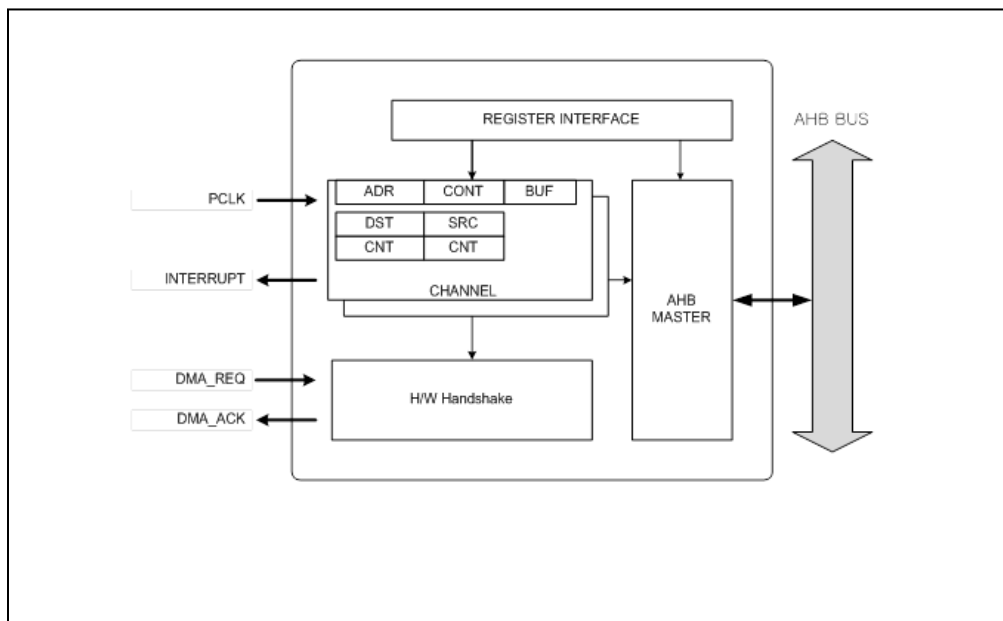 REGISTER INTERFACE
AHB BUS
PCLK
ADR CONT BUF
DST SRC
CNT CNT
INTERRUPT
CHANNEL
AHB
MASTER
DMA_REQ
H/W Handshake
DMA_ACK